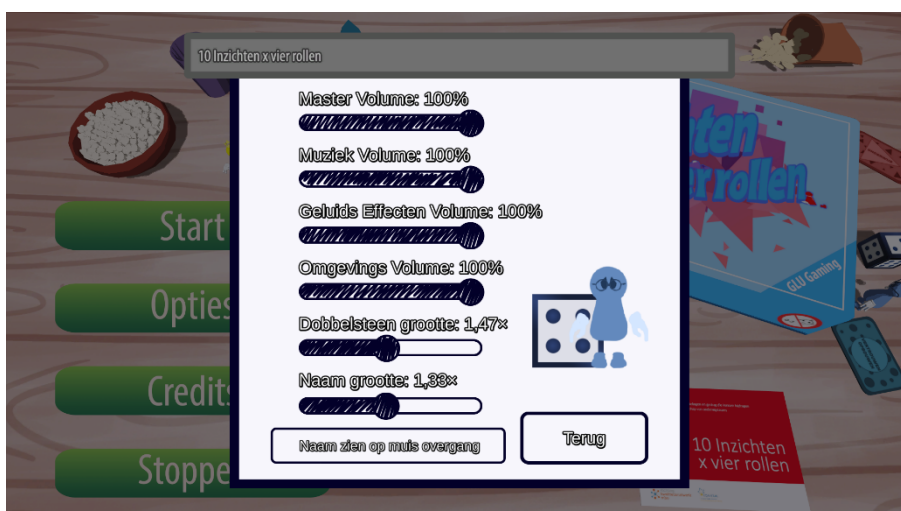 10 Inzichten x vier rollen
Master Volume: 100%
Muziek Volume: 100%
Geluids Effecten Volume: 100%
Omgevings Volume: 100%
Dobbelsteen grootte: 1,47×
Naam grootte: 1,33×
Naam zien op muis overgang
Terug
Start
Opties
Credits
Stoppe
hten
er rollen
GLU Gaming
10 Inzichten
x vier rollen